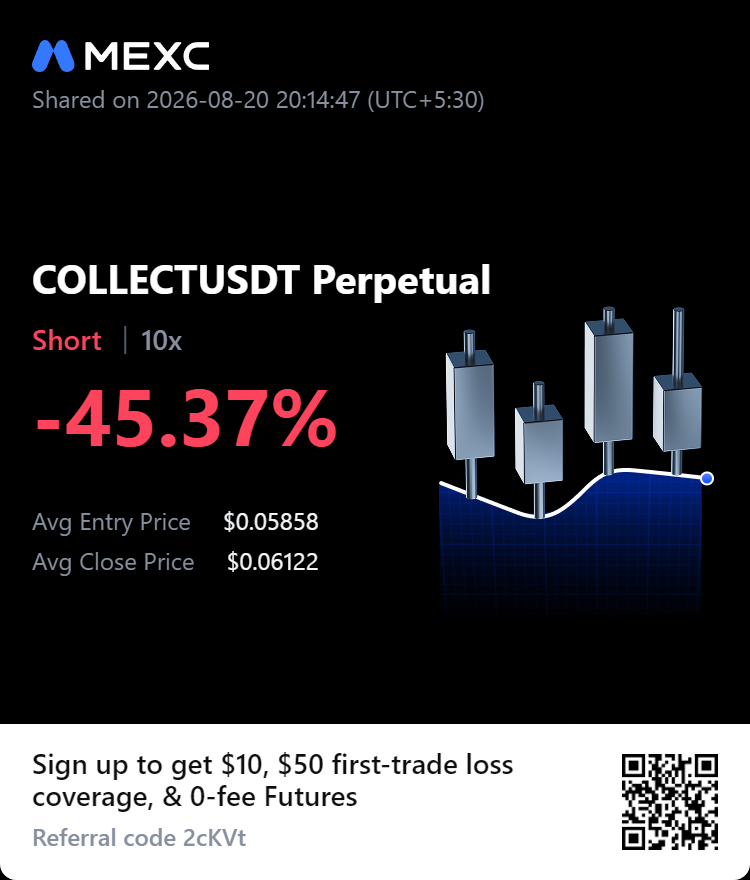 MEXC
Shared on 2026-08-20 20:14:47 (UTC+5:30)
COLLECTUSDT Perpetual
Short | 10x
-45.37%
Avg Entry Price $0.05858
Avg Close Price $0.06122
Sign up to get $10, $50 first-trade loss
coverage, & 0-fee Futures
Referral code 2cKVt